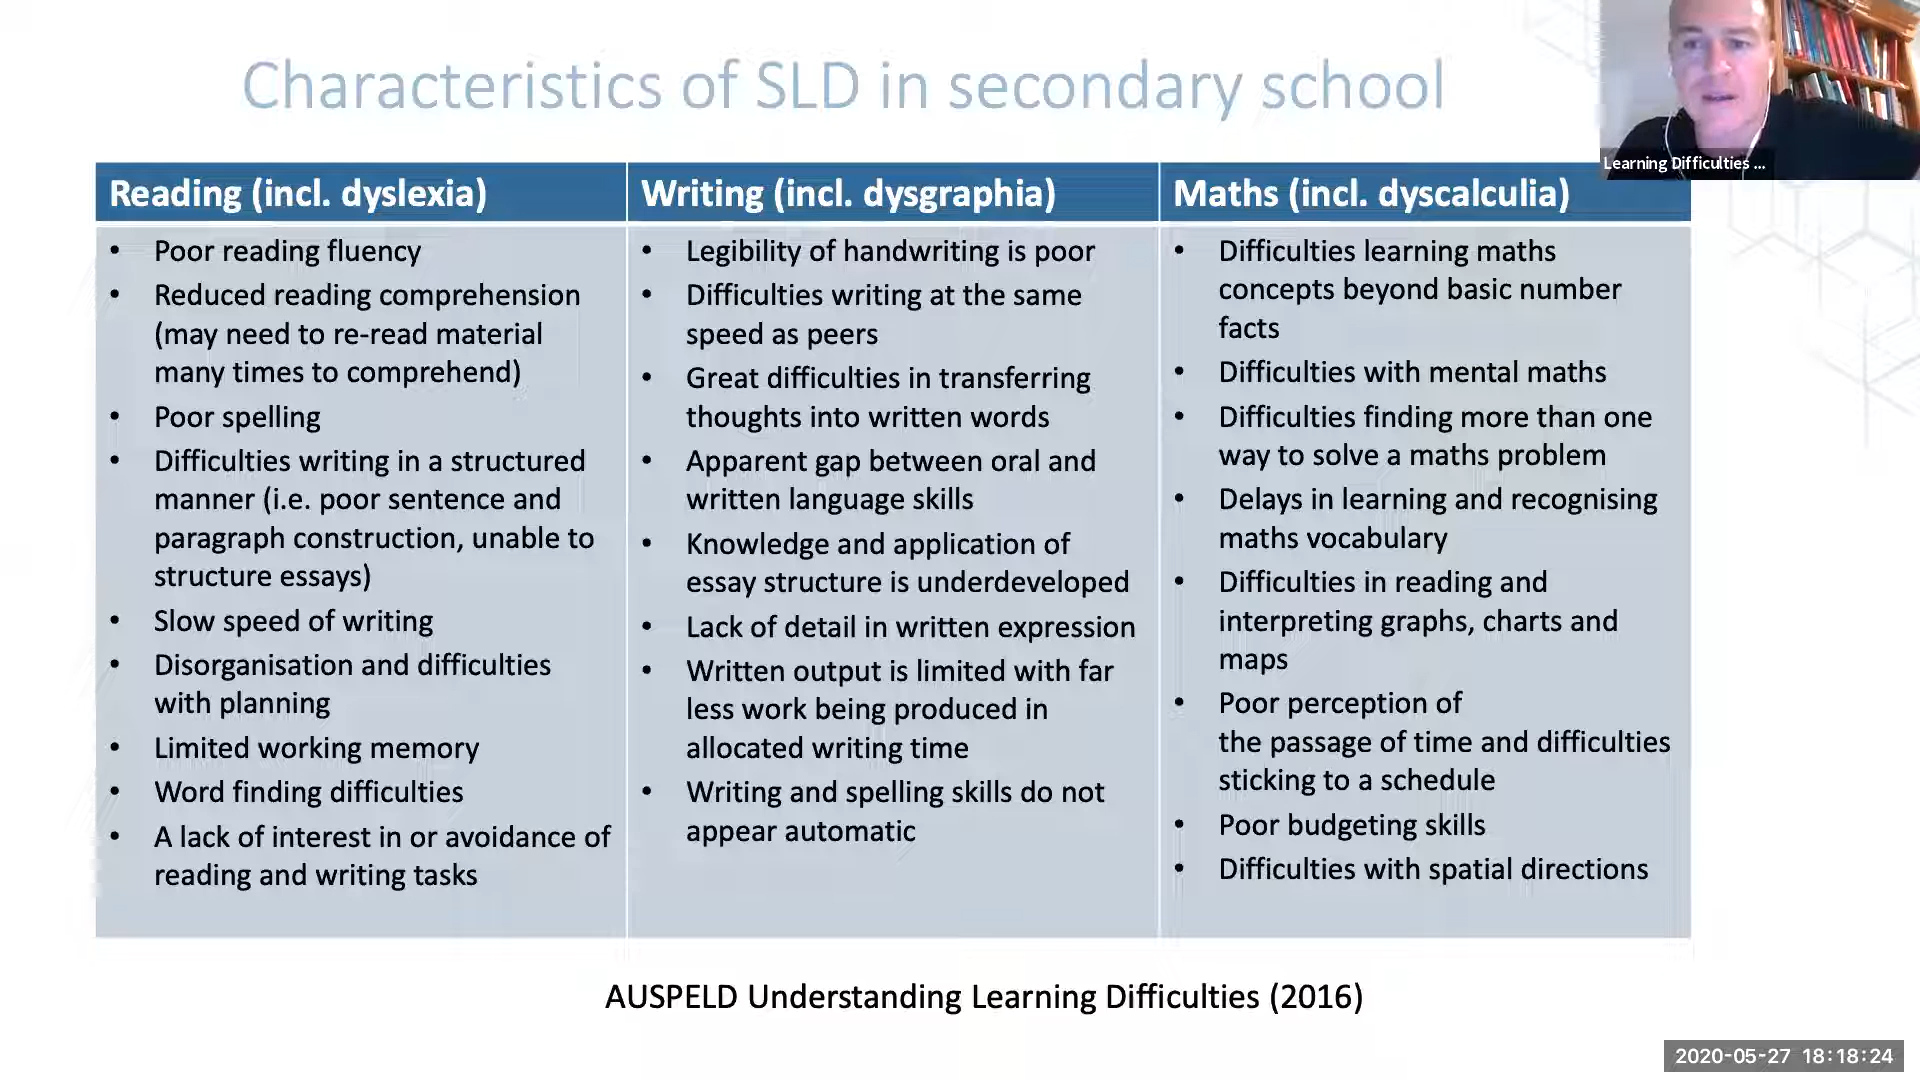 Characteristics of SLD in secondary school
Learning Difficulties ...
Reading (incl. dyslexia)
• Poor reading fluency
• Reduced reading comprehension
(may need to re-read material
many times to comprehend)
• Poor spelling
• Difficulties writing in a structured
manner (i.e. poor sentence and
paragraph construction, unable to
structure essays)
• Slow speed of writing
• Disorganisation and difficulties
with planning
• Limited working memory
• Word finding difficulties
• A lack of interest in or avoidance of
reading and writing tasks
Writing (incl. dysgraphia)
• Legibility of handwriting is poor
• Difficulties writing at the same
speed as peers
• Great difficulties in transferring
thoughts into written words
• Apparent gap between oral and
written language skills
• Knowledge and application of
essay structure is underdeveloped
• Lack of detail in written expression
• Written output is limited with far
less work being produced in
allocated writing time
• Writing and spelling skills do not
appear automatic
Maths (incl. dyscalculia)
• Difficulties learning maths
concepts beyond basic number
facts
• Difficulties with mental maths
• Difficulties finding more than one
way to solve a maths problem
• Delays in learning and recognising
maths vocabulary
• Difficulties in reading and
interpreting graphs, charts and
maps
• Poor perception of
the passage of time and difficulties
sticking to a schedule
• Poor budgeting skills
• Difficulties with spatial directions
AUSPELD Understanding Learning Difficulties (2016)
2020-05-27 18:18:24